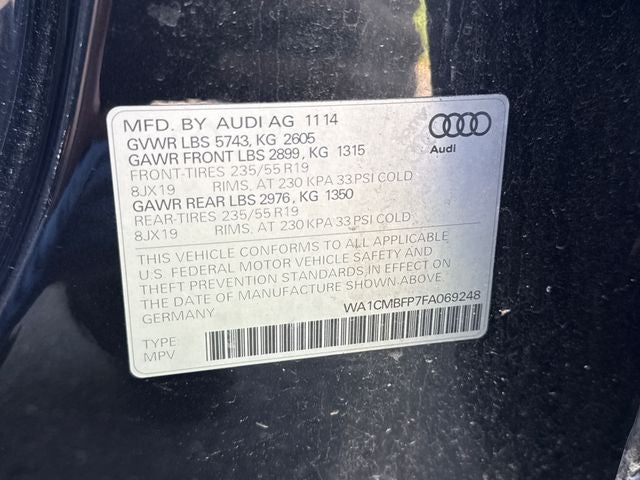 MFD. BY AUDI AG 11 14
GVWR LBS 5743, KG 2605
GAWR FRONT LBS 2899, KG 1315
FRONT-TIRES 235/55 R19
8JX19 RIMS, AT 230 KPA 33 PSI COLD
GAWR REAR LBS 2976, KG 1350
REAR-TIRES 235/55 R19
8JX19 RIMS, AT 230 KPA 33 PSI COLD
Audi
THIS VEHICLE CONFORMS TO ALL APPLICABLE
U.S. FEDERAL MOTOR VEHICLE SAFETY AND
THEFT PREVENTION STANDARDS IN EFFECT ON
THE DATE OF MANUFACTURE SHOWN ABOVE.
GERMANY
WA1CMBFP7FA069248
TYPE:
MPV